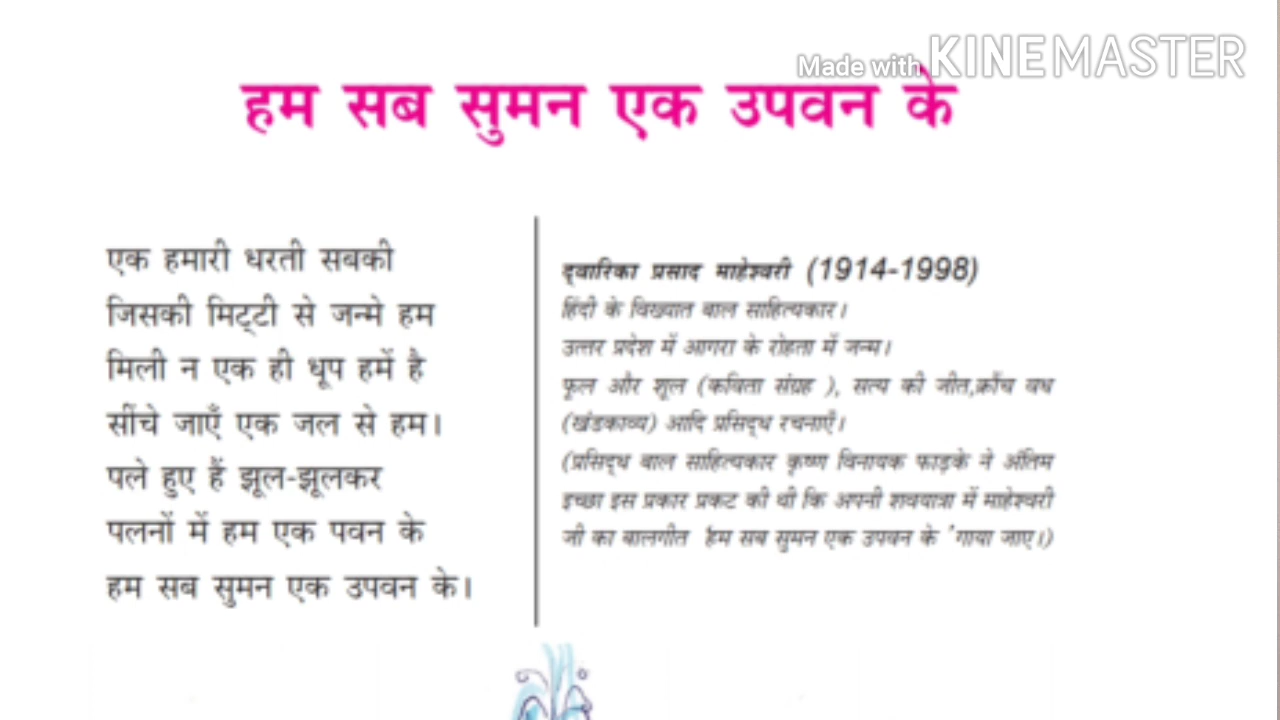 Made with KINEMASTER
हम सब सुमन एक उपवन के
एक हमारी धरती सबकी
जिसकी मिट्टी से जन्मे हम
मिली न एक ही धूप हमें है
सींचे जाएँ एक जल से हम।
पले हुए हैं झूल-झूलकर
पलनों में हम एक पवन के
हम सब सुमन एक उपवन के।
द्वारिका प्रसाद माहेश्वरी (1914-1998)
हिंदी के विख्यात बाल साहित्यकार।
उत्तर प्रदेश में आगरा के रोहता में जन्म।
फूल और शूल (कविता संग्रह ), सत्य की जीत,क्रौंच वध
(खंडकाव्य) आदि प्रसिद्ध रचनाएँ।
(प्रसिद्ध बाल साहित्यकार कृष्ण विनायक फाड़के ने अंतिम
इच्छा इस प्रकार प्रकट की थी कि अपनी शवयात्रा में माहेश्वरी
जी का बालगीत 'हम सब सुमन एक उपवन के ' गाया जाए।)